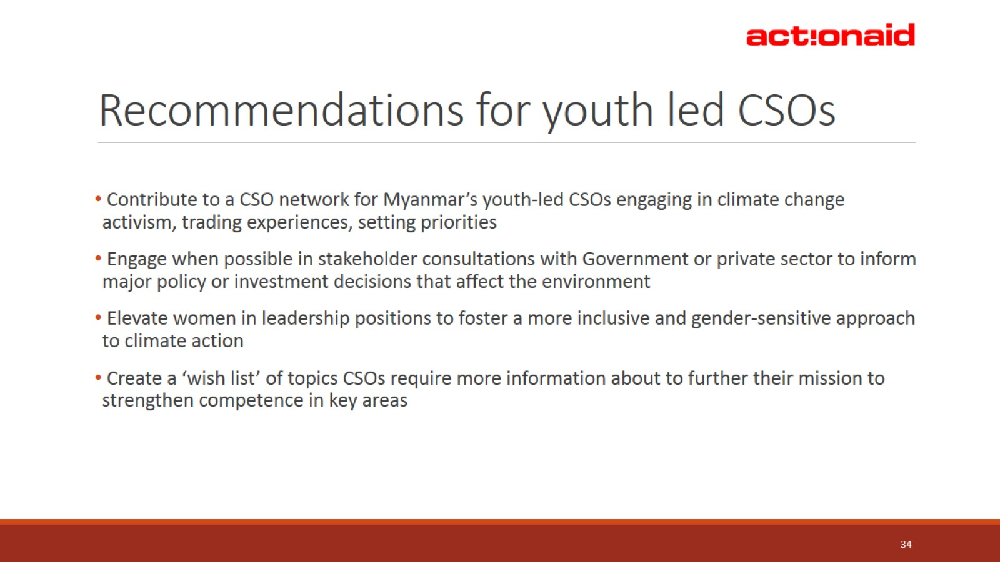 act!onaid
Recommendations for youth led CSOs
• Contribute to a CSO network for Myanmar’s youth-led CSOs engaging in climate change
activism, trading experiences, setting priorities
• Engage when possible in stakeholder consultations with Government or private sector to inform
major policy or investment decisions that affect the environment
• Elevate women in leadership positions to foster a more inclusive and gender-sensitive approach
to climate action
• Create a ‘wish list’ of topics CSOs require more information about to further their mission to
strengthen competence in key areas
34